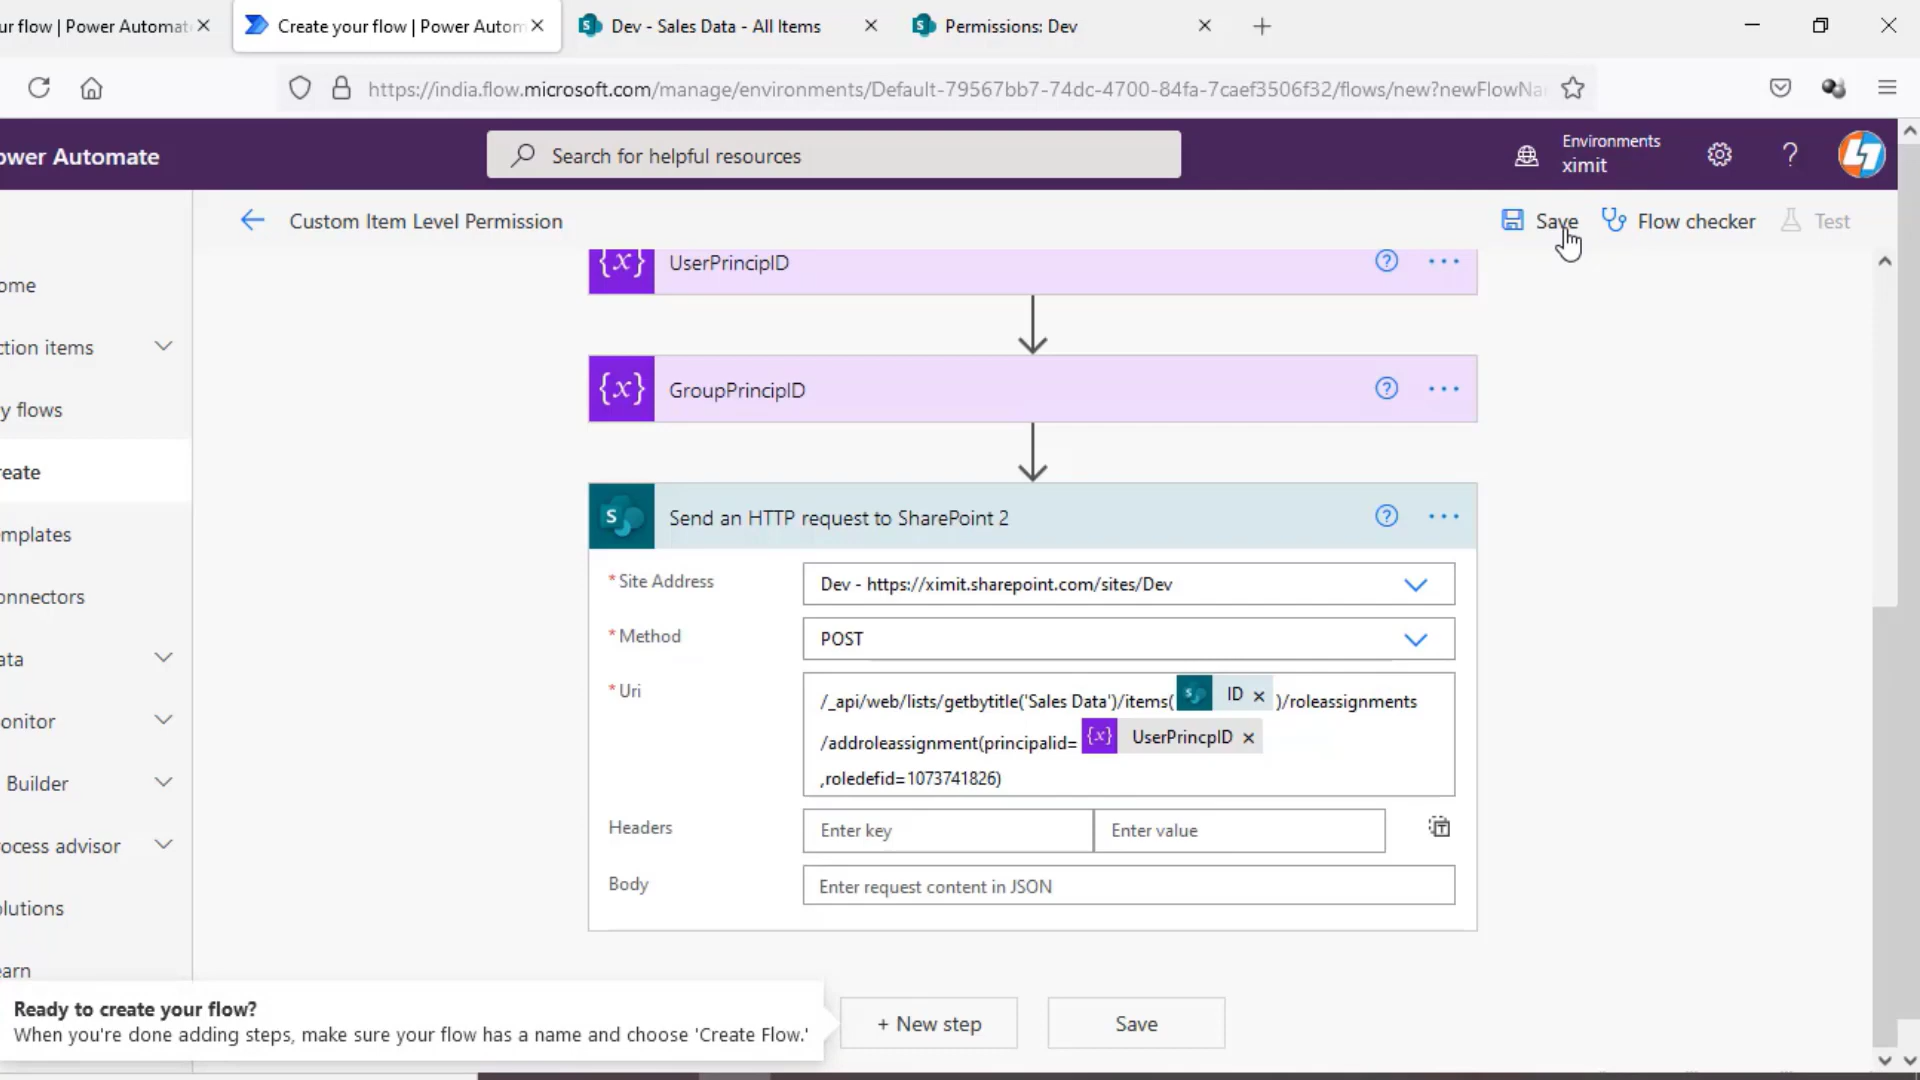 ur flow | Power Automat
Create your flow | Power Autom
Dev - Sales Data - All Items
Permissions: Dev
https://india.flow.microsoft.com/manage/environments/Default-79567bb7-74dc-4700-84fa-7caef3506f32/flows/new?newFlowNa
ower Automate
Search for helpful resources
Environments
ximit
Custom Item Level Permission
Save
Flow checker
Test
ome
ction items
y flows
reate
emplates
onnectors
ata
onitor
Builder
rocess advisor
olutions
earn
{x} UserPrincpID
{x} GroupPrincpID
S Send an HTTP request to SharePoint 2
* Site Address
Dev - https://ximit.sharepoint.com/sites/Dev
* Method
POST
* Uri
/_api/web/lists/getbytitle('Sales Data')/items( S ID × )/roleassignments
/addroleassignment(principalid= {x} UserPrincpID ×
,roledefid=1073741826)
Headers
Enter key
Enter value
Body
Enter request content in JSON
Ready to create your flow?
When you're done adding steps, make sure your flow has a name and choose 'Create Flow.'
+ New step
Save